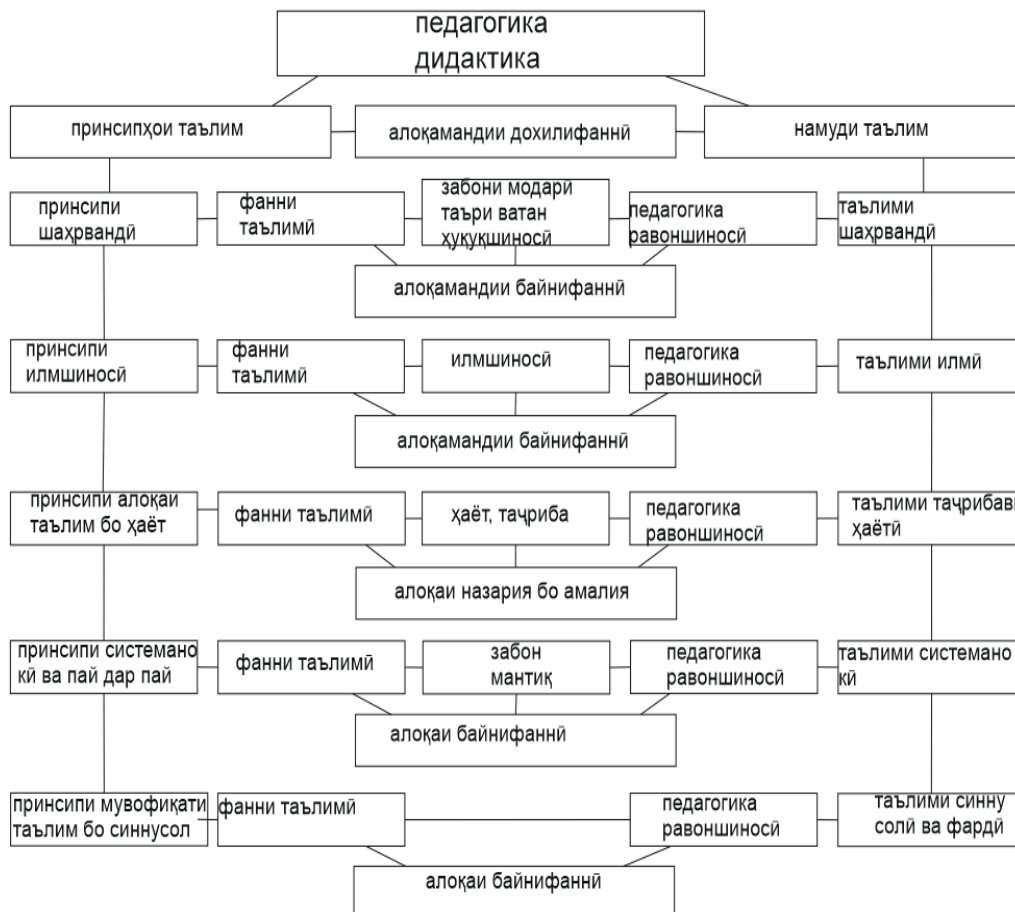 педагогика
дидактика
принсипҳои таълим
алоқамандии дохилифаннӣ
намуди таълим
принсипи
шаҳрвандӣ
фанни
таълимӣ
забони модарӣ
таъри ватан
ҳуқуқшиносӣ
педагогика
равоншиносӣ
таълими
шаҳрвандӣ
алоқамандии байнифаннӣ
принсипи
илмшиносӣ
фанни
таълимӣ
илмшиносӣ
педагогика
равоншиносӣ
таълими илмӣ
алоқамандии байнифаннӣ
принсипи алоқаи
таълим бо ҳаёт
фанни таълимӣ
ҳаёт, таҷриба
педагогика
равоншиносӣ
таълими таҷрибави
ҳаётӣ
алоқаи назария бо амалия
принсипи системано
кӣ ва пай дар пай
фанни таълимӣ
забон
мантиқ
педагогика
равоншиносӣ
таълими системано
кӣ
алоқаи байнифаннӣ
принсипи мувофиқати
таълим бо синнусол
фанни таълимӣ
педагогика
равоншиносӣ
таълими синну
солӣ ва фардӣ
алоқаи байнифаннӣ